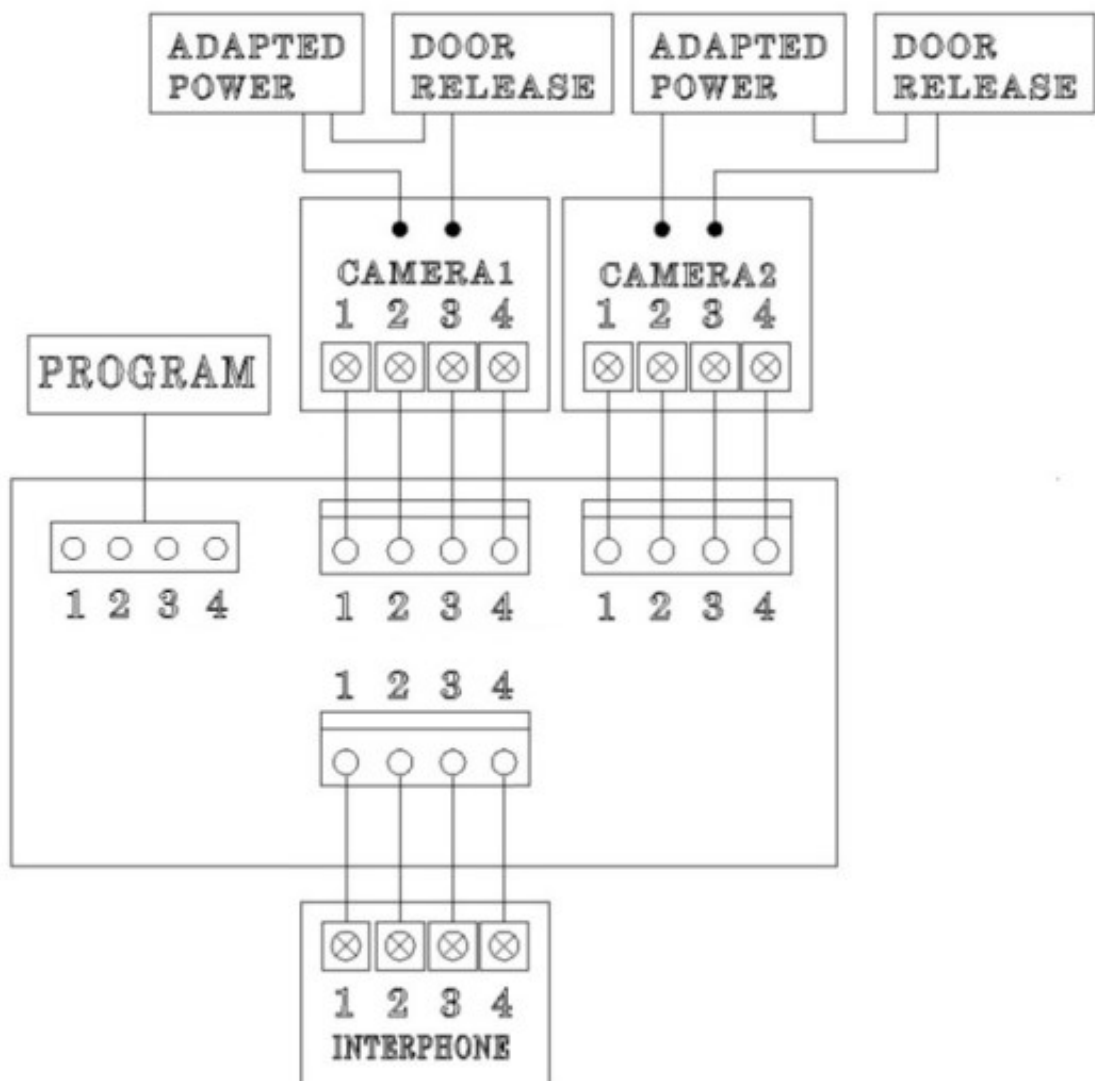 ADAPTED
POWER
DOOR
RELEASE
ADAPTED
POWER
DOOR
RELEASE
CAMERA1
1 2 3 4
CAMERA2
1 2 3 4
PROGRAM
1 2 3 4
1 2 3 4
1 2 3 4
1 2 3 4
1 2 3 4
INTERPHONE